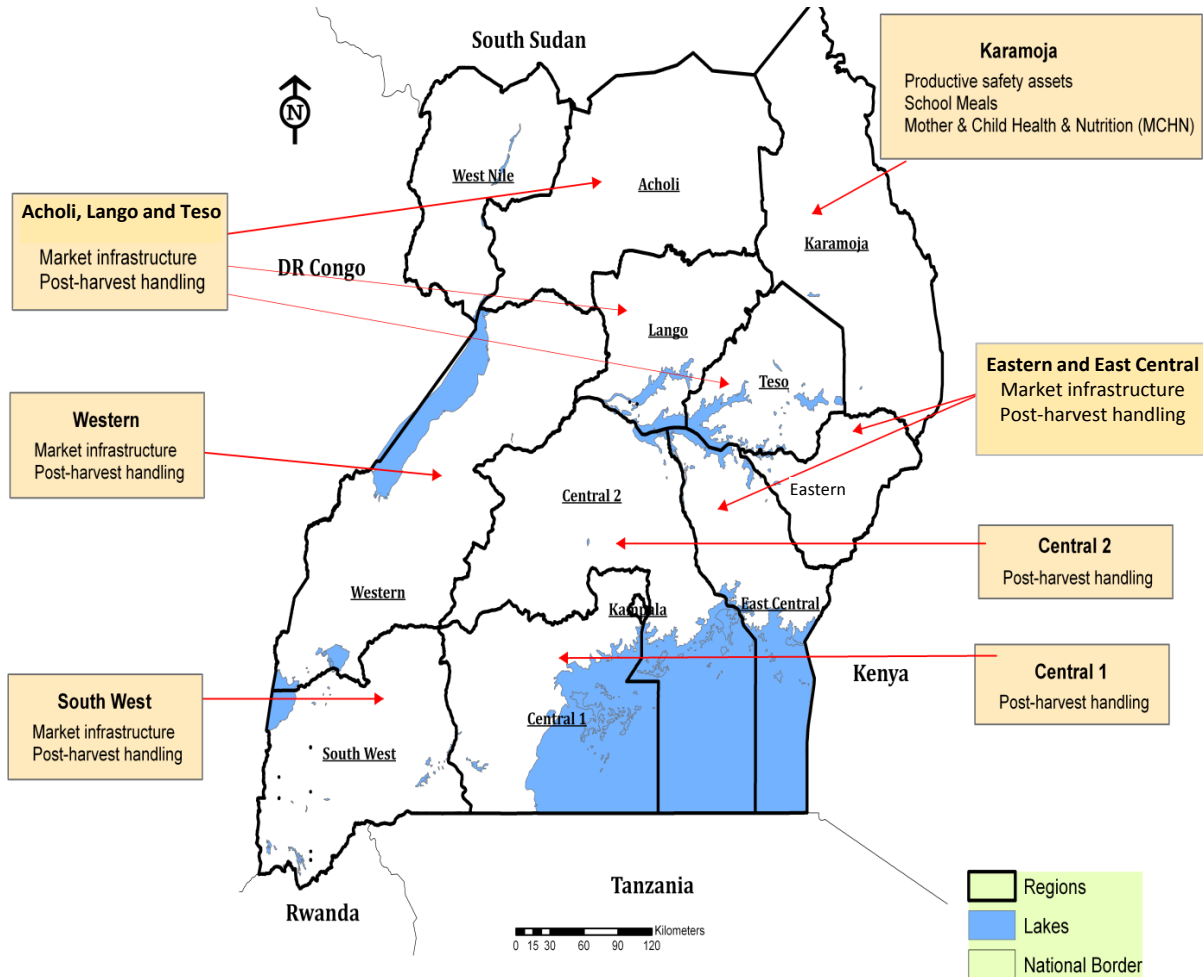 South Sudan
Karamoja
Productive safety assets
School Meals
Mother & Child Health & Nutrition (MCHN)
N
West Nile
Acholi
Acholi, Lango and Teso
Market infrastructure
Post-harvest handling
DR Congo
Karamoja
Lango
Teso
Eastern and East Central
Market infrastructure
Post-harvest handling
Western
Market infrastructure
Post-harvest handling
Eastern
Central 2
Central 2
Post-harvest handling
Western
Kampala
East Central
Kenya
Central 1
Post-harvest handling
South West
Market infrastructure
Post-harvest handling
Central 1
South West
Tanzania
Rwanda
Kilometers
0 15 30 60 90 120
Regions
Lakes
National Border